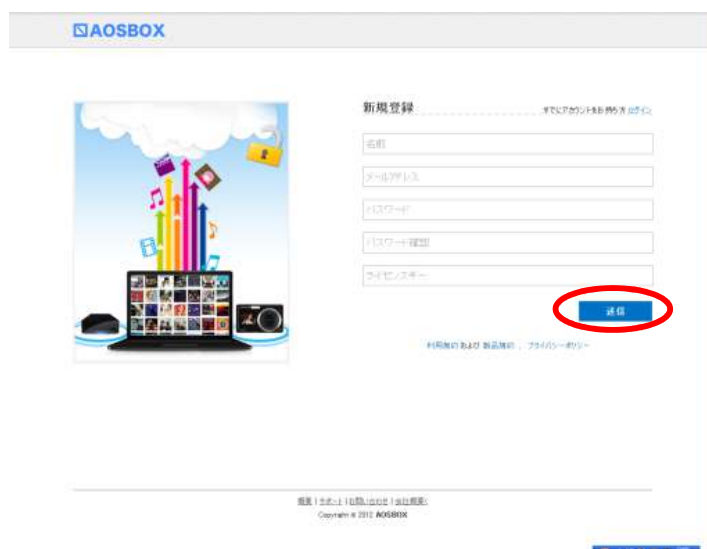 AOSBOX
新規登録
すでにアカウントをお持ち方 ログイン
名前
メールアドレス
パスワード
パスワード確認
ライセンスキー
送信
利用規約 および 製品規約 、 プライバシーポリシー
概要 | サポート | お問い合わせ | 会社概要
Copyright © 2012 AOSBOX